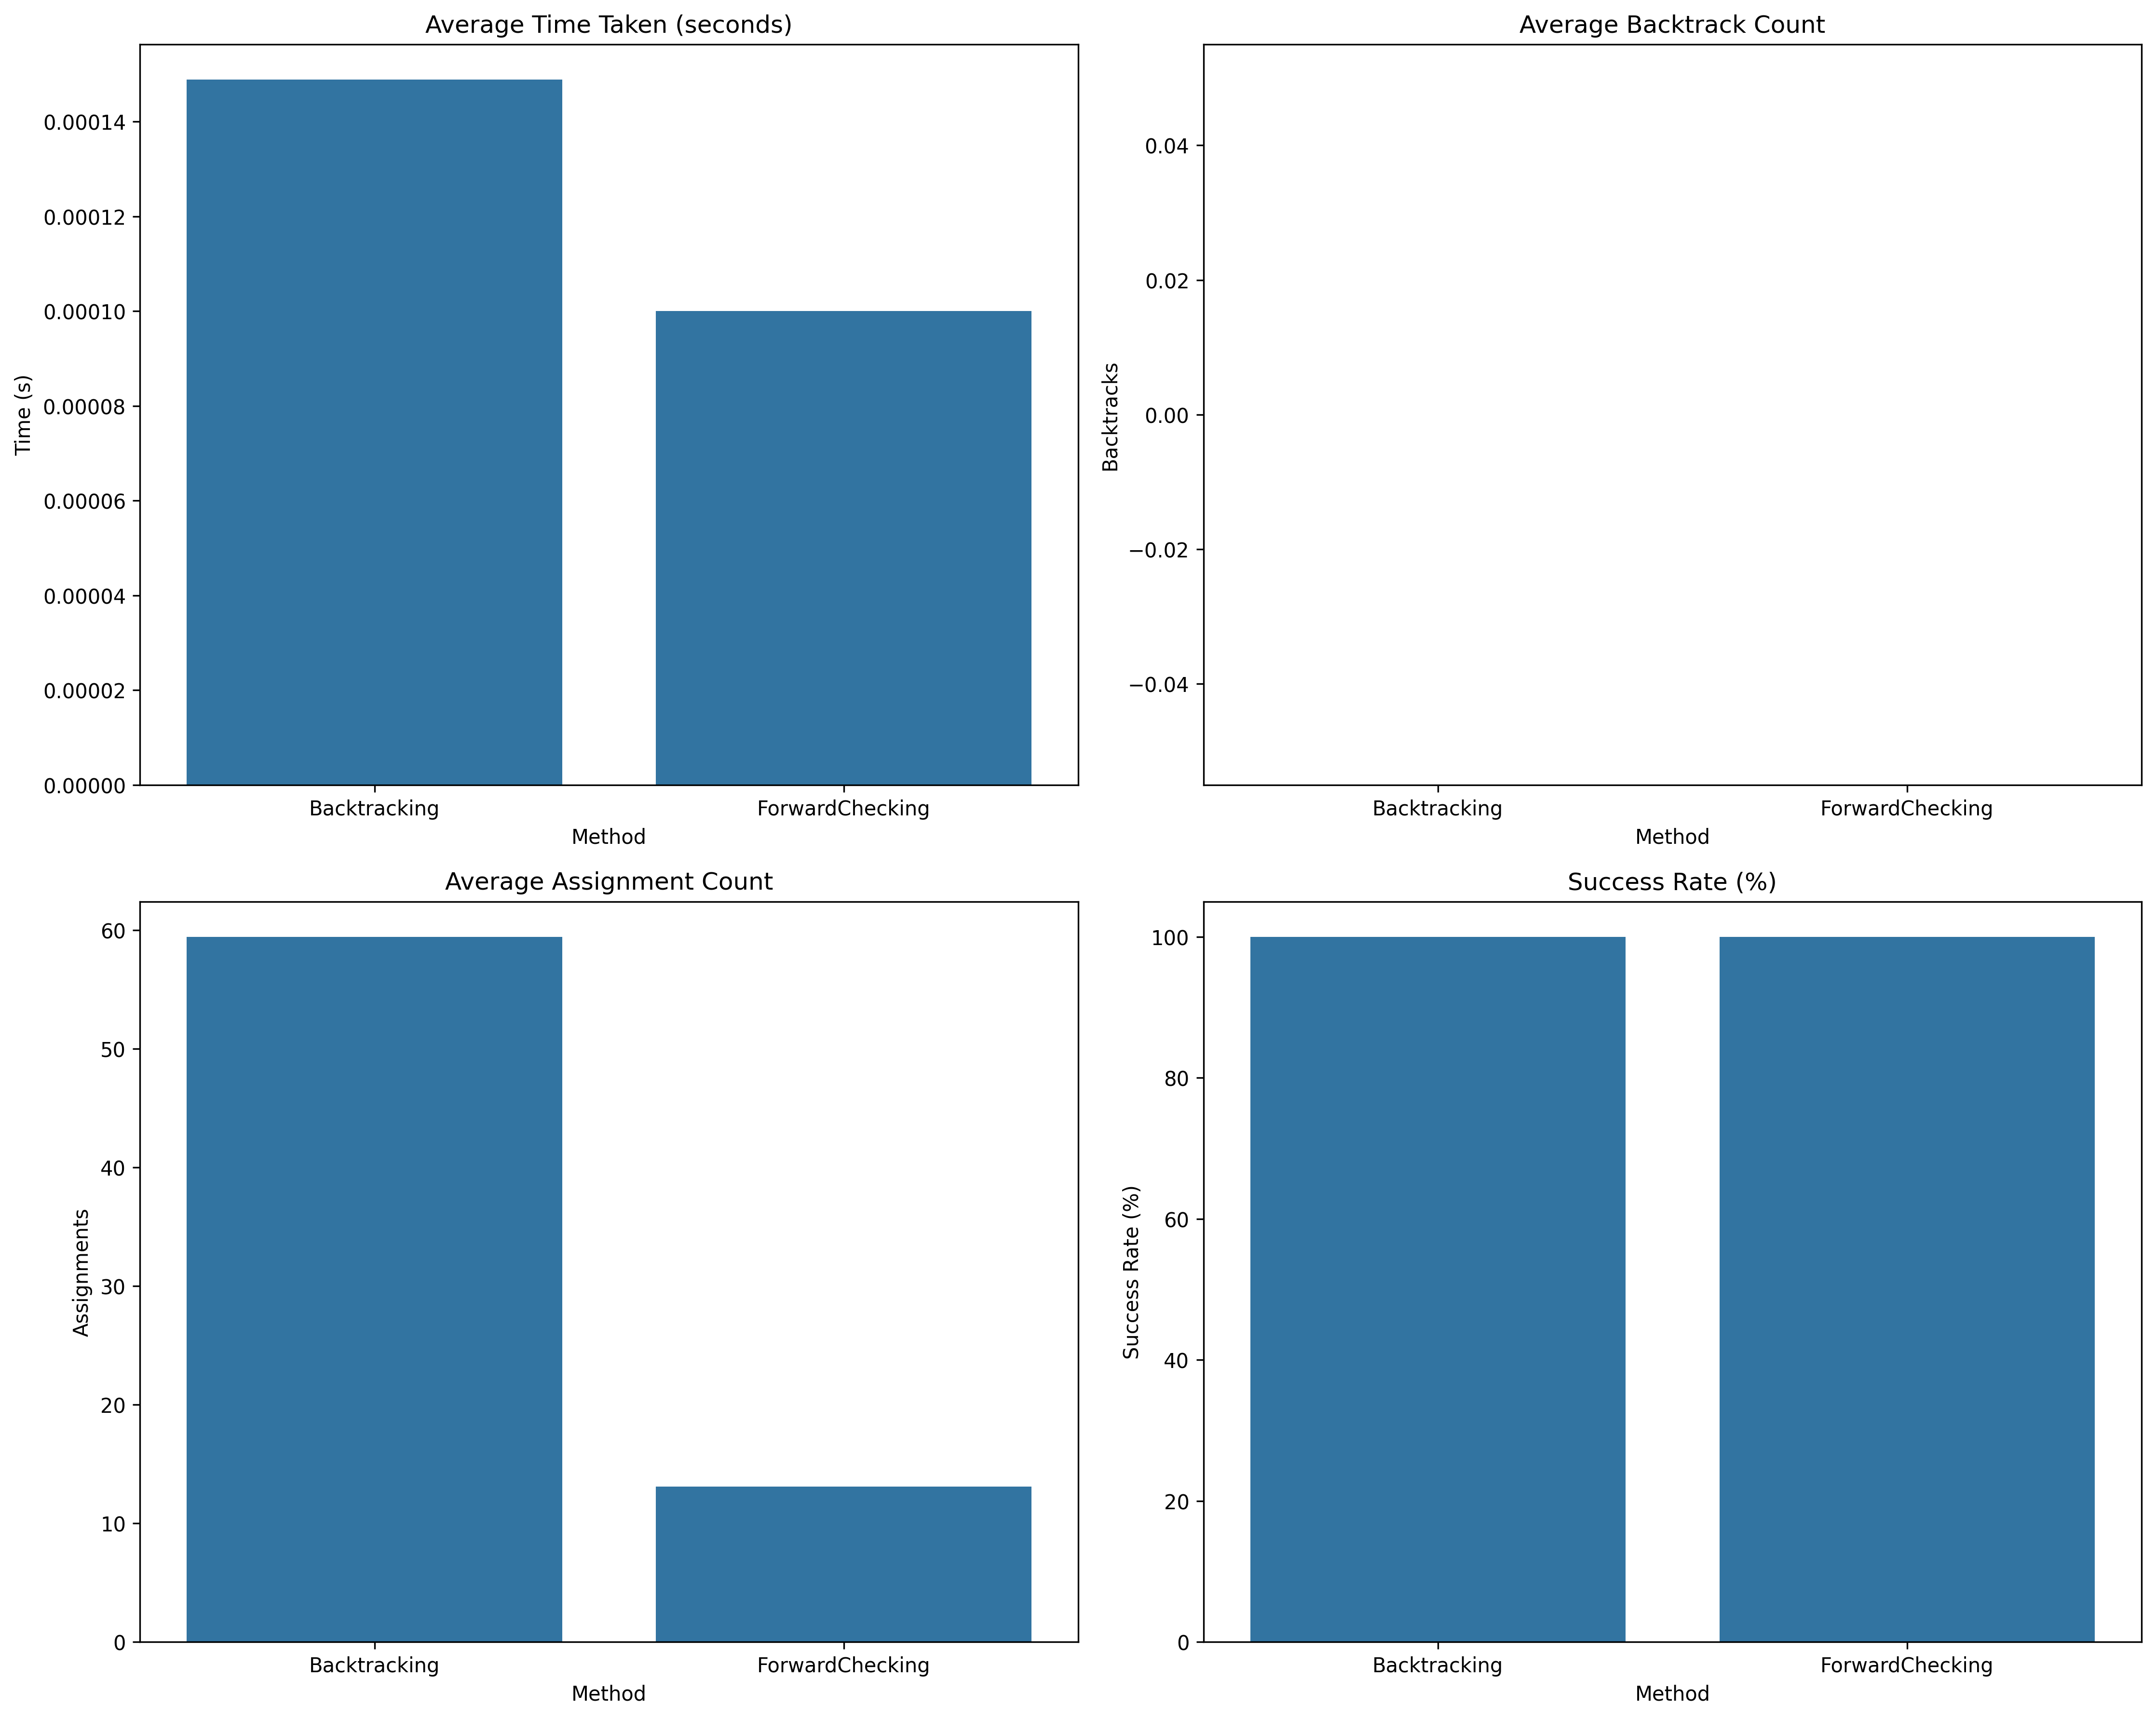 Average Time Taken (seconds)
0.00014
0.00012
0.00010
0.00008
0.00006
0.00004
0.00002
0.00000
Time (s)
Backtracking ForwardChecking
Method
Average Backtrack Count
0.04
0.02
0.00
−0.02
−0.04
Backtracks
Backtracking ForwardChecking
Method
Average Assignment Count
60
50
40
30
20
10
0
Assignments
Backtracking ForwardChecking
Method
Success Rate (%)
100
80
60
40
20
0
Success Rate (%)
Backtracking ForwardChecking
Method